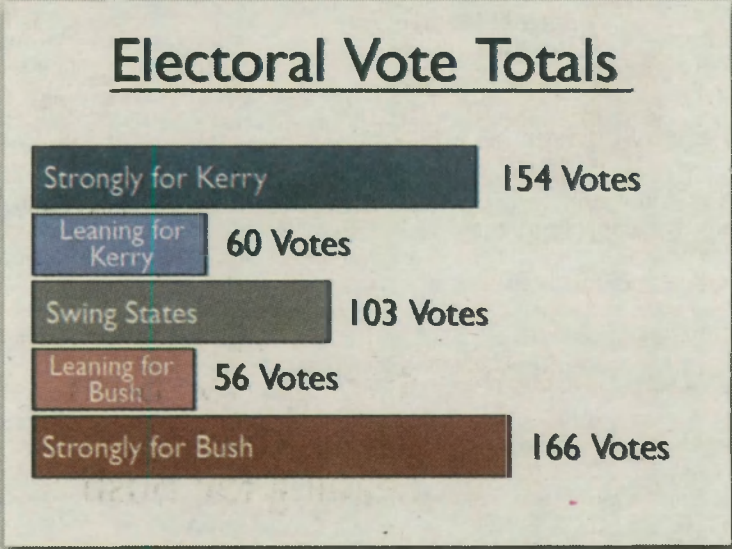 Electoral Vote Totals
Strongly for Kerry 154 Votes
Leaning for
Kerry 60 Votes
Swing States 103 Votes
Leaning for
Bush 56 Votes
Strongly for Bush 166 Votes